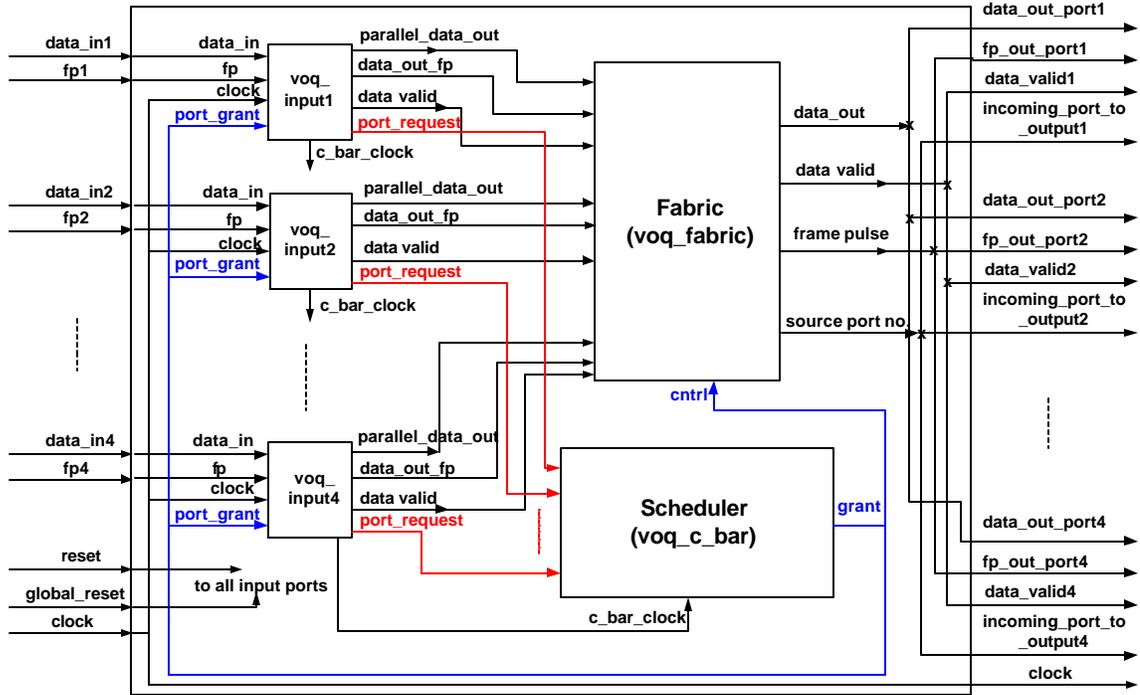 data_in1
fp1
data_in
fp
clock
port_grant
voq_
input1
parallel_data_out
data_out_fp
data valid
port_request
c_bar_clock
data_in2
fp2
data_in
fp
clock
port_grant
voq_
input2
parallel_data_out
data_out_fp
data valid
port_request
c_bar_clock
data_in4
fp4
data_in
fp
clock
port_grant
voq_
input4
parallel_data_out
data_out_fp
data valid
port_request
reset
global_reset
clock
to all input ports
c_bar_clock
Fabric
(voq_fabric)
cntrl
Scheduler
(voq_c_bar)
grant
data_out
data valid
frame pulse
source port no.
data_out_port1
fp_out_port1
data_valid1
incoming_port_to
_output1
data_out_port2
fp_out_port2
data_valid2
incoming_port_to
_output2
data_out_port4
fp_out_port4
data_valid4
incoming_port_to
_output4
clock